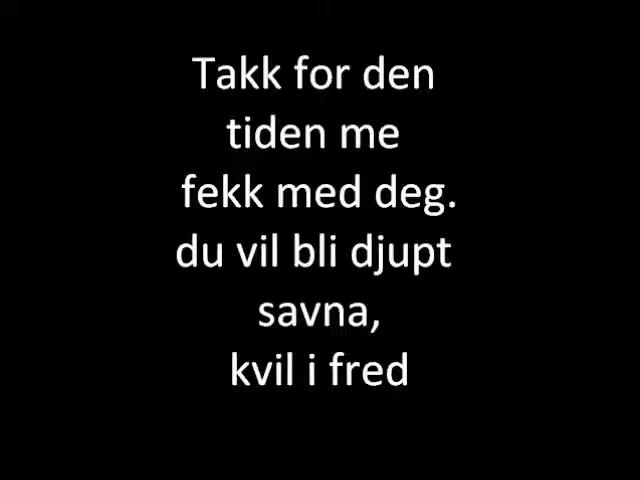 Takk for den
tiden me
fekk med deg.
du vil bli djupt
savna,
kvil i fred